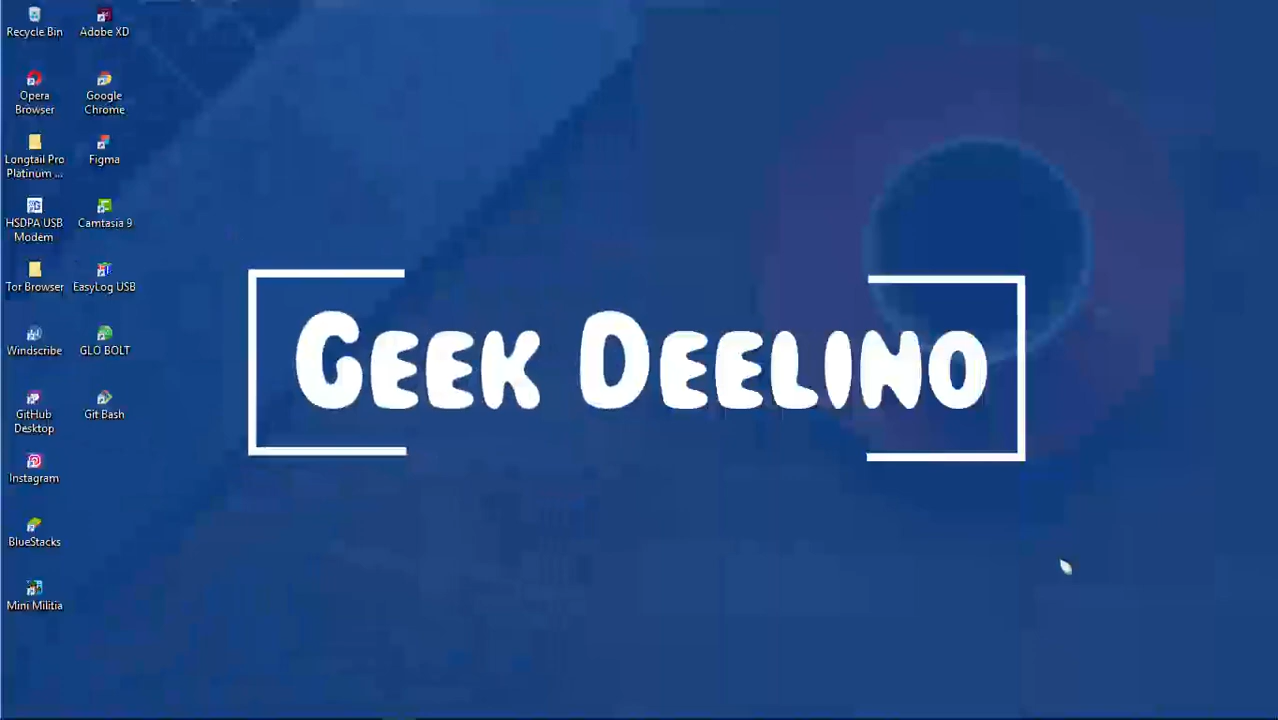 Recycle Bin
Adobe XD
Opera
Browser
Google
Chrome
Longtail Pro
Platinum ...
Figma
HSDPA USB
Modem
Camtasia 9
Tor Browser
EasyLog USB
Windscribe
GLO BOLT
GitHub
Desktop
Git Bash
Instagram
BlueStacks
Mini Militia
GEEK DEELINO